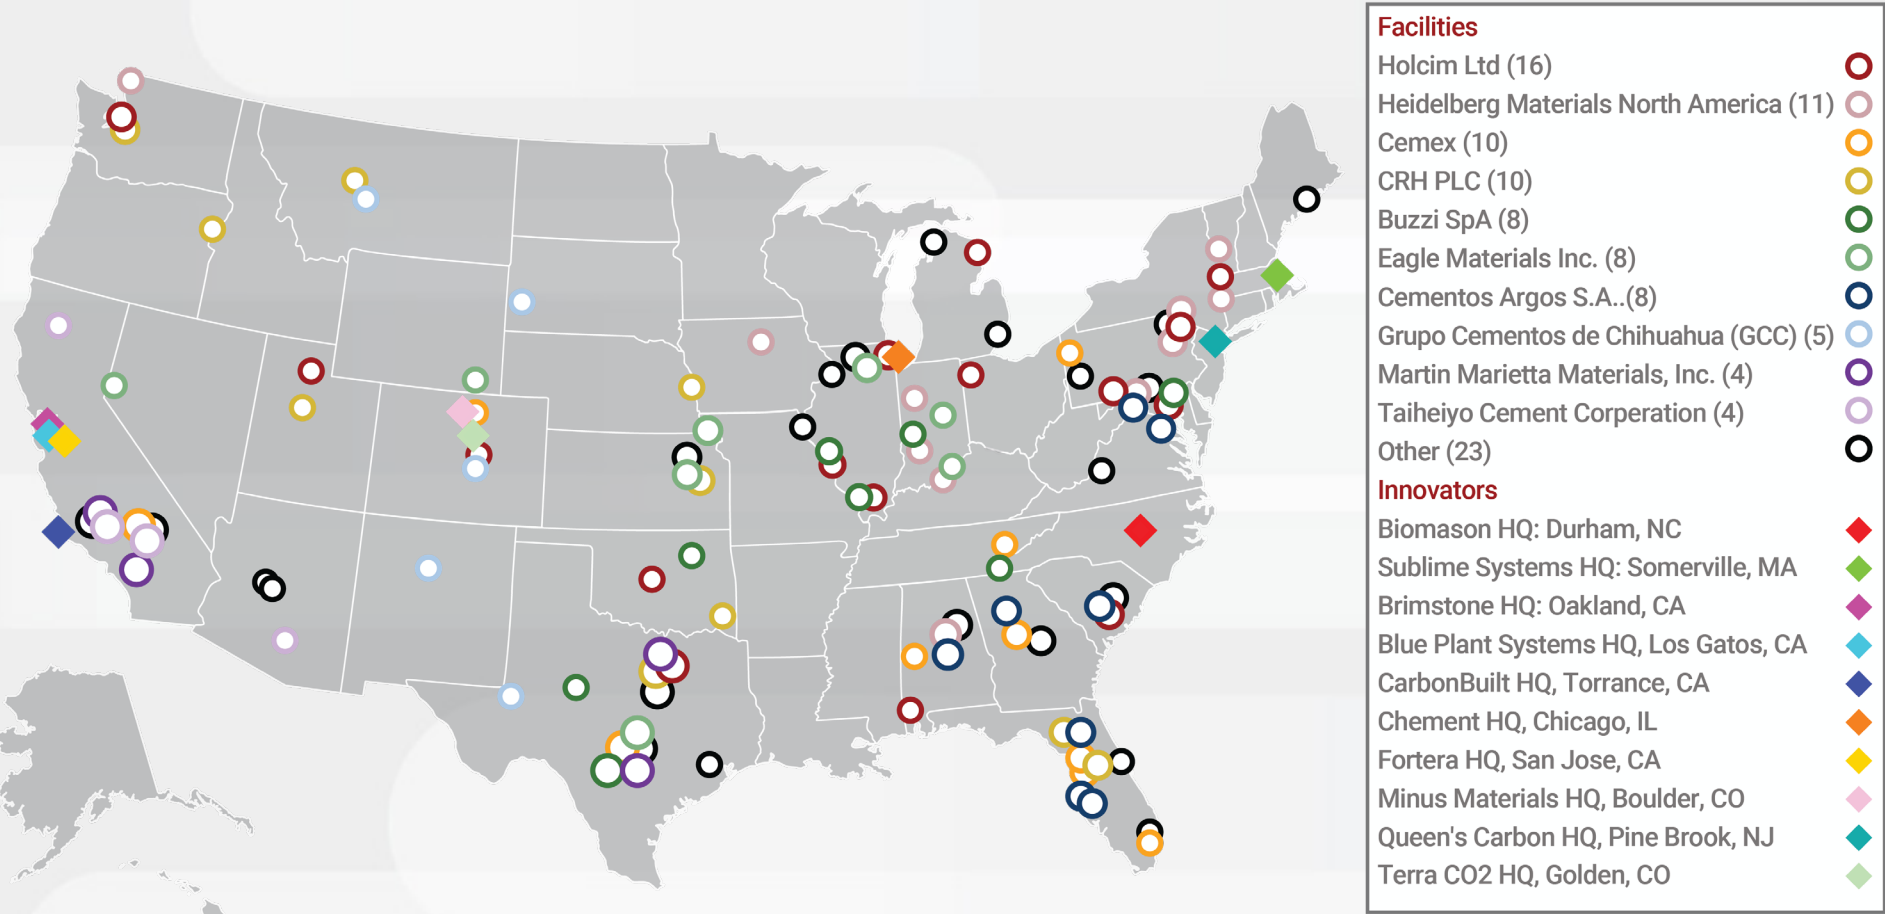 Facilities
Holcim Ltd (16)
Heidelberg Materials North America (11)
Cemex (10)
CRH PLC (10)
Buzzi SpA (8)
Eagle Materials Inc. (8)
Cementos Argos S.A..(8)
Grupo Cementos de Chihuahua (GCC) (5)
Martin Marietta Materials, Inc. (4)
Taiheiyo Cement Corperation (4)
Other (23)
Innovators
Biomason HQ: Durham, NC
Sublime Systems HQ: Somerville, MA
Brimstone HQ: Oakland, CA
Blue Plant Systems HQ, Los Gatos, CA
CarbonBuilt HQ, Torrance, CA
Chement HQ, Chicago, IL
Fortera HQ, San Jose, CA
Minus Materials HQ, Boulder, CO
Queen's Carbon HQ, Pine Brook, NJ
Terra CO2 HQ, Golden, CO